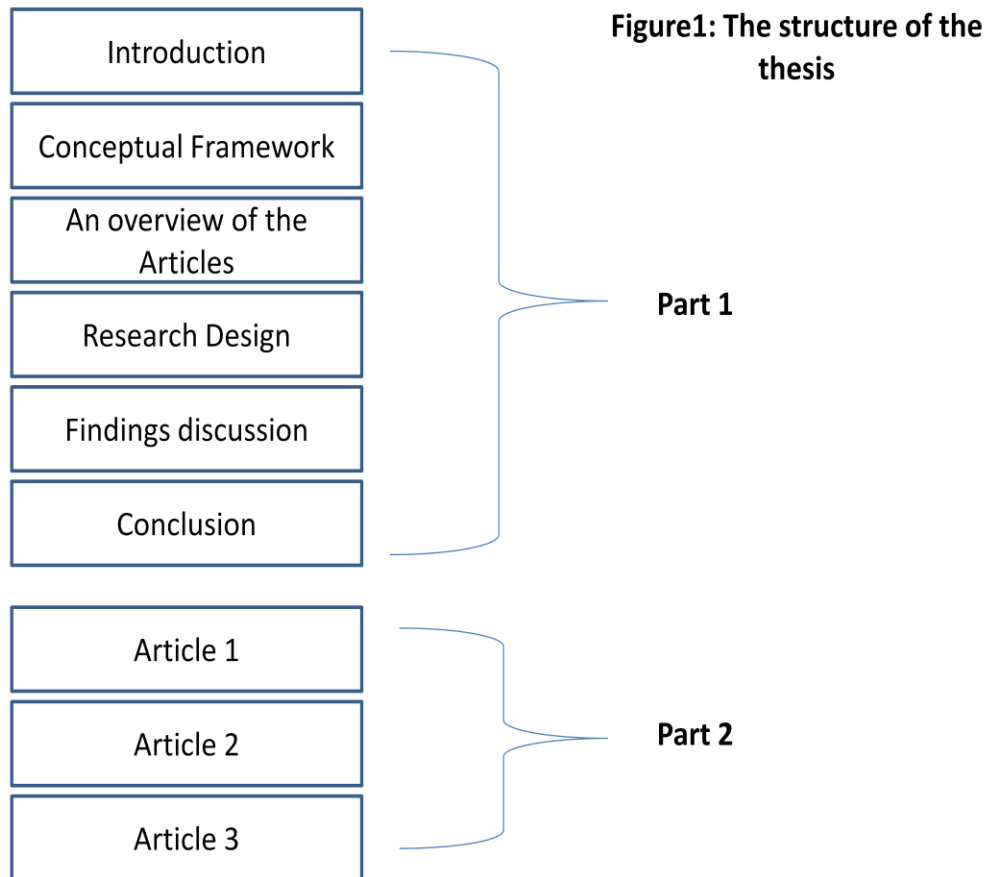 Figure1: The structure of the
thesis
Introduction
Conceptual Framework
An overview of the
Articles
Research Design
Findings discussion
Conclusion
Part 1
Article 1
Article 2
Article 3
Part 2